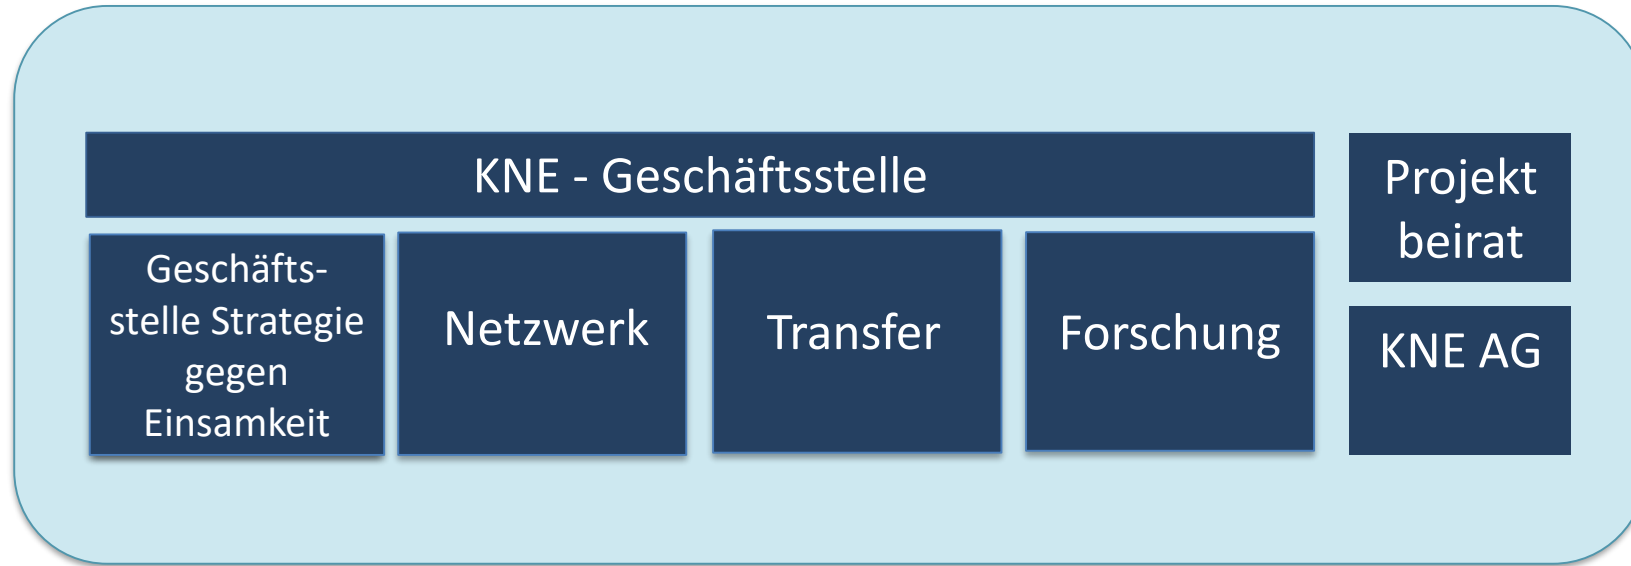 KNE - Geschäftsstelle
Geschäfts-
stelle Strategie
gegen
Einsamkeit
Netzwerk
Transfer
Forschung
Projekt
beirat
KNE AG